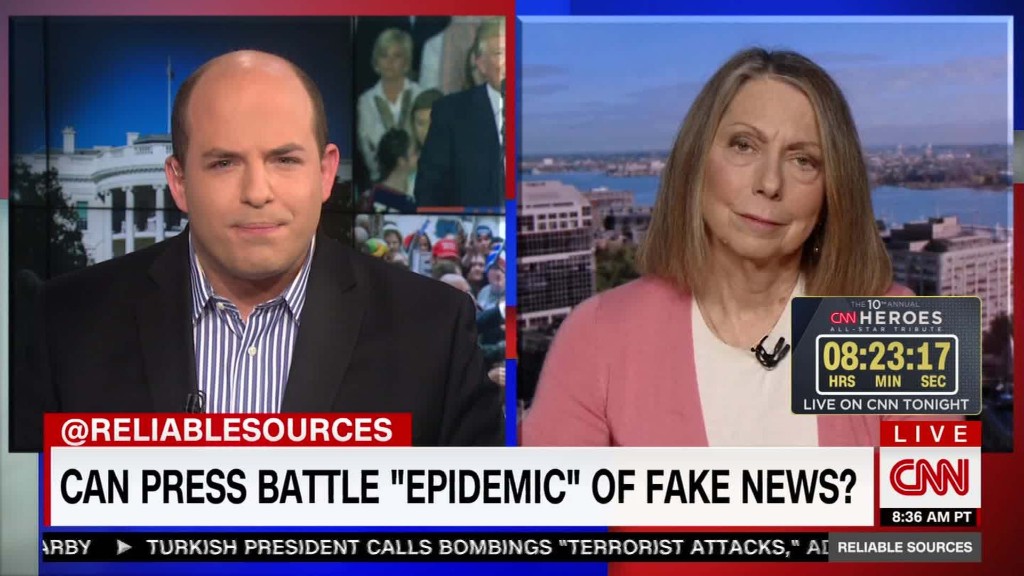 THE 10TH ANNUAL
CNN HEROES
ALL-STAR TRIBUTE
08:23:17
HRS MIN SEC
LIVE ON CNN TONIGHT
@RELIABLESOURCES
LIVE
CAN PRESS BATTLE "EPIDEMIC" OF FAKE NEWS?
CNN
8:36 AM PT
ARBY ▶ TURKISH PRESIDENT CALLS BOMBINGS "TERRORIST ATTACKS,"
RELIABLE SOURCES